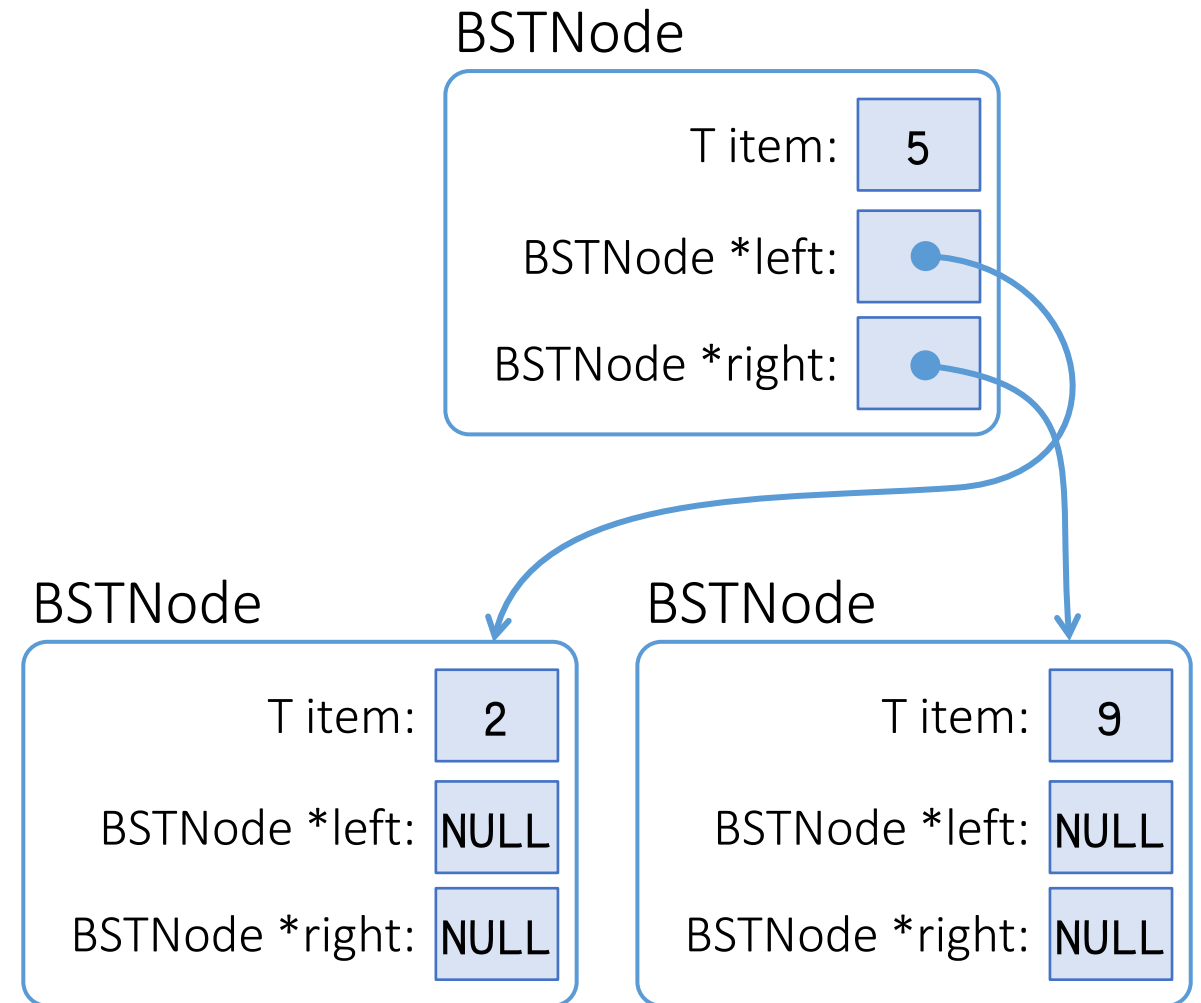 BSTNode
T item: 5
BSTNode *left:
BSTNode *right:
BSTNode
T item: 2
BSTNode *left: NULL
BSTNode *right: NULL
BSTNode
T item: 9
BSTNode *left: NULL
BSTNode *right: NULL